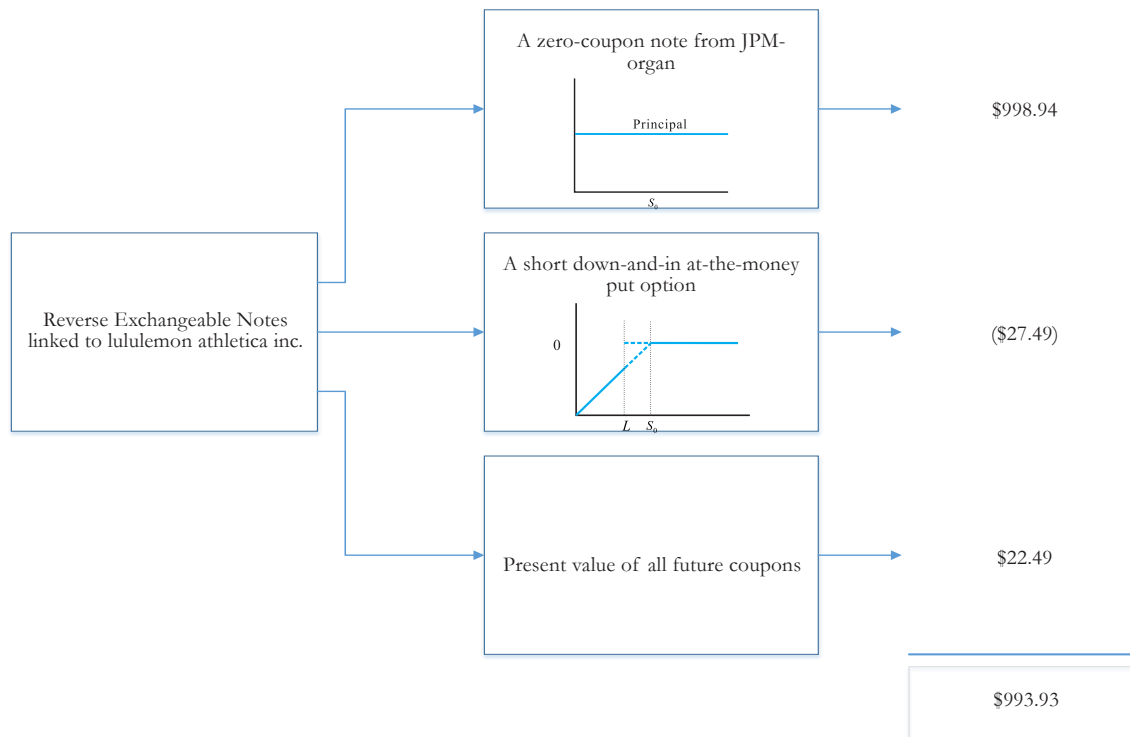 A zero-coupon note from JPM-
organ
Principal
S₀
$998.94
Reverse Exchangeable Notes
linked to lululemon athletica inc.
A short down-and-in at-the-money
put option
0
L S₀
($27.49)
Present value of all future coupons
$22.49
$993.93